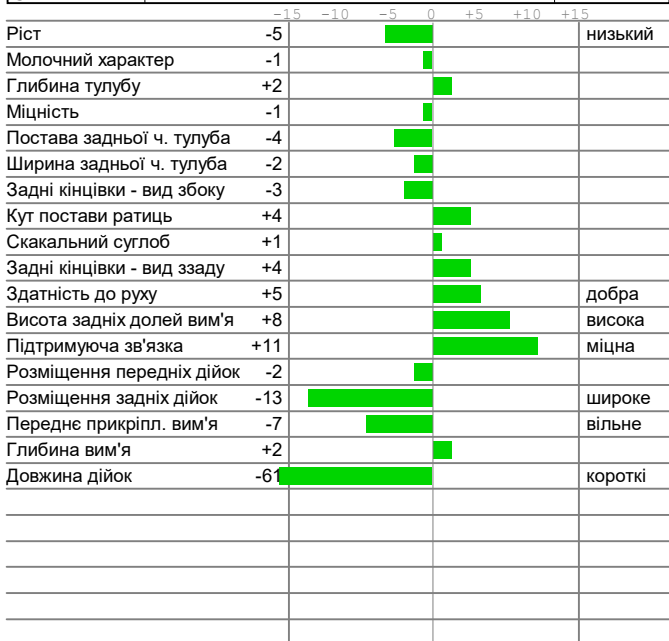 -15 -10 -5 0 +5 +10 +15
Ріст -5 низький
Молочний характер -1
Глибина тулубу +2
Міцність -1
Постава задньої ч. тулуба -4
Ширина задньої ч. тулуба -2
Задні кінцівки - вид збоку -3
Кут постави ратиць +4
Скакальний суглоб +1
Задні кінцівки - вид ззаду +4
Здатність до руху +5 добра
Висота задніх долей вим'я +8 висока
Підтримуюча зв'язка +11 міцна
Розміщення передніх дійок -2
Розміщення задніх дійок -13 широке
Переднє прикріпл. вим'я -7 вільне
Глибина вим'я +2
Довжина дійок -61 короткі